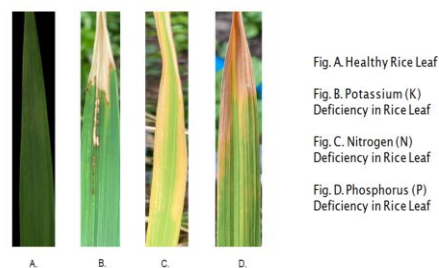 Fig. A. Healthy Rice Leaf
Fig. B. Potassium (K)
Deficiency in Rice Leaf
Fig. C. Nitrogen (N)
Deficiency in Rice Leaf
Fig. D. Phosphorus (P)
Deficiency in Rice Leaf
A. B. C. D.